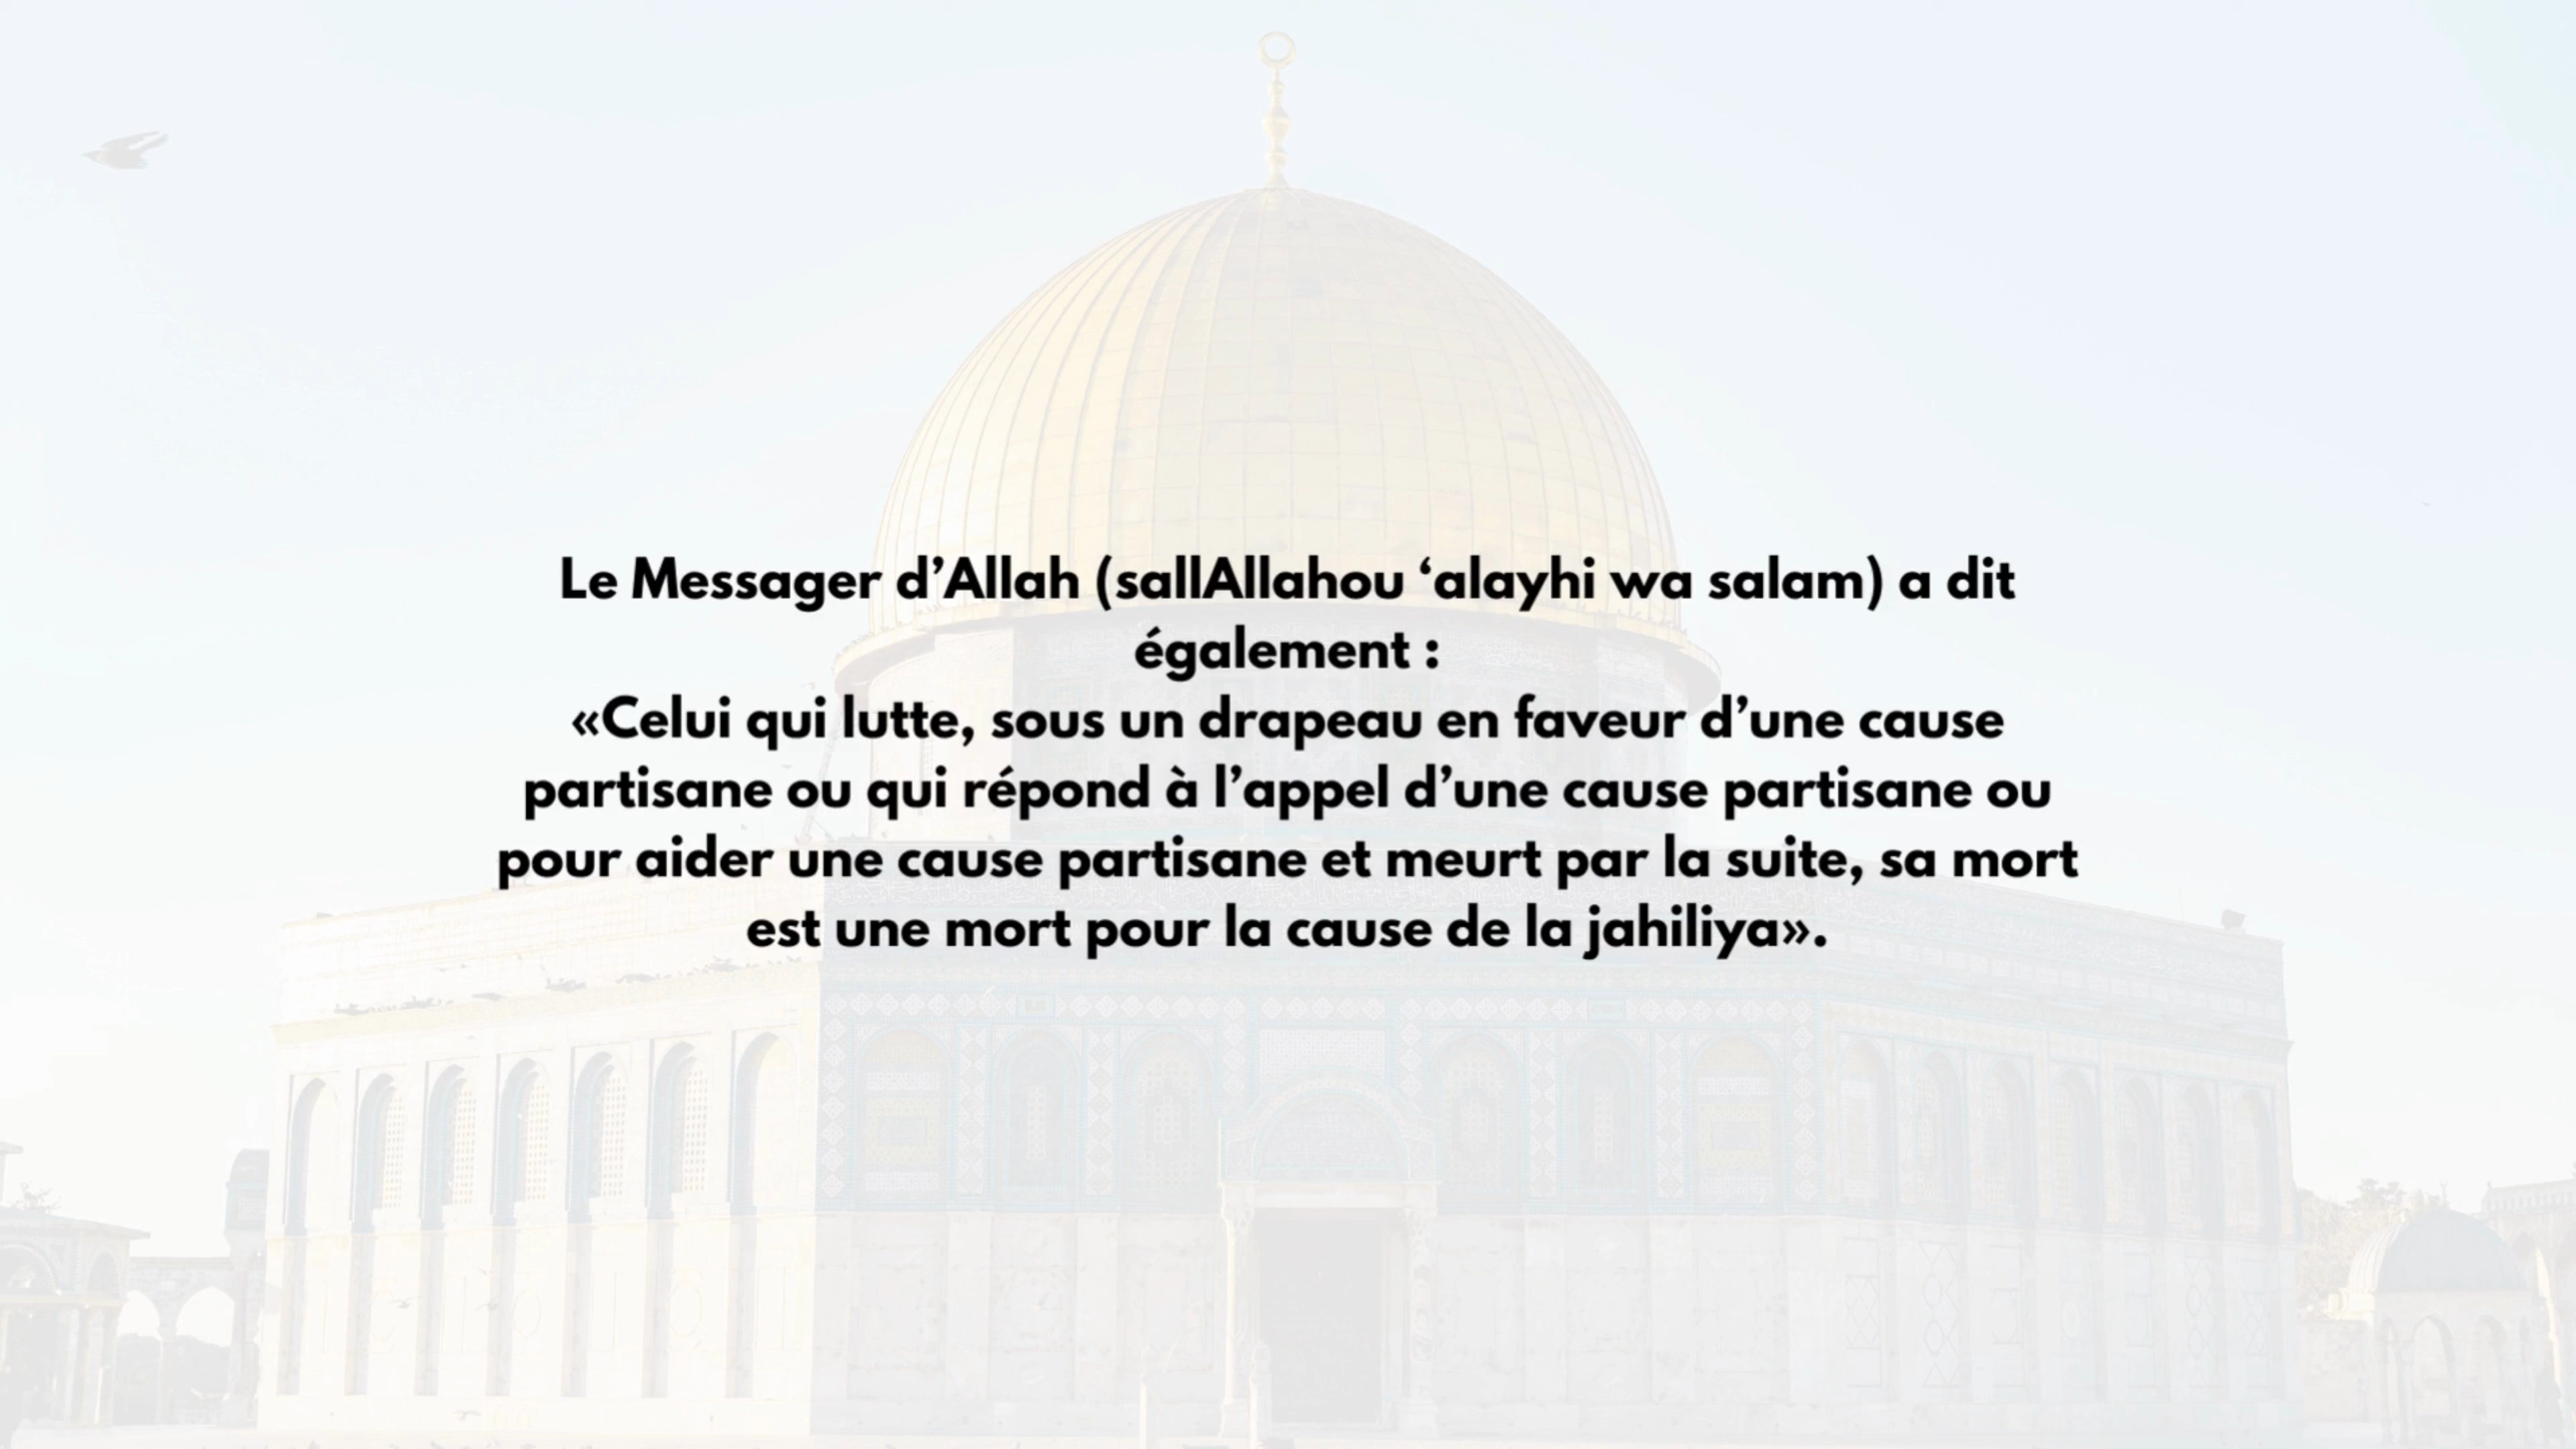 Le Messager d’Allah (sallAllahou ‘alayhi wa salam) a dit
également :
«Celui qui lutte, sous un drapeau en faveur d’une cause
partisane ou qui répond à l’appel d’une cause partisane ou
pour aider une cause partisane et meurt par la suite, sa mort
est une mort pour la cause de la jahiliya».